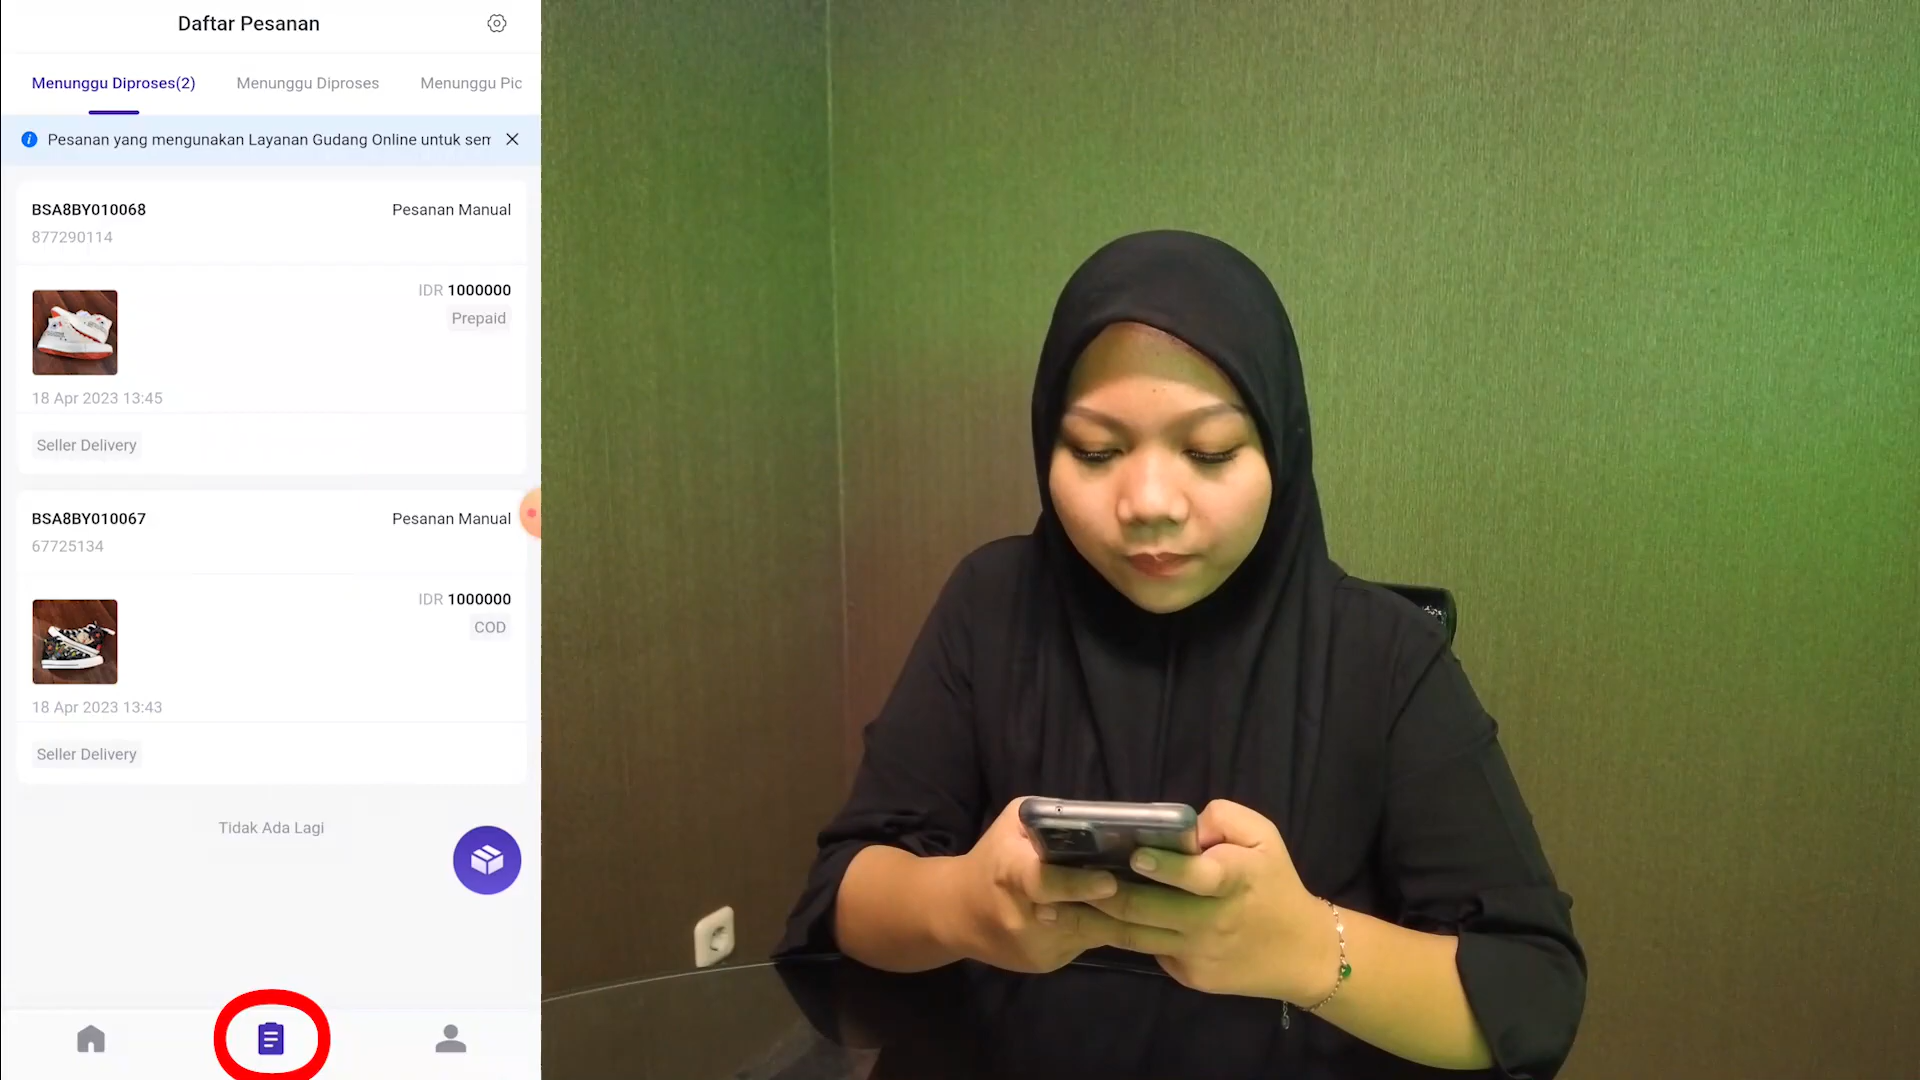 Daftar Pesanan
Menunggu Diproses(2) Menunggu Diproses Menunggu Pic
Pesanan yang mengunakan Layanan Gudang Online untuk sem
BSA8BY010068 Pesanan Manual
877290114
IDR 1000000
Prepaid
18 Apr 2023 13:45
Seller Delivery
BSA8BY010067 Pesanan Manual
67725134
IDR 1000000
COD
18 Apr 2023 13:43
Seller Delivery
Tidak Ada Lagi